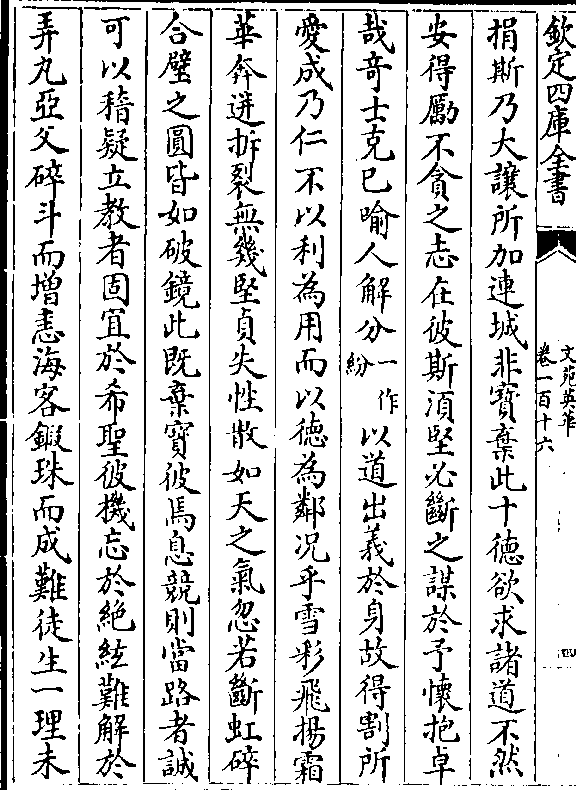 欽定四庫全書
文苑英華
卷一百十六
四
捐斯乃大讓所加連城非寳棄此十德欲求諸道不然
安得勵不貪之志在彼斯須堅必斷之謀於予懷抱卓
哉竒士克已喻人解分一作紛以道出義於身故得割所
愛成乃仁不以利為用而以徳為鄰况乎雪彩飛揚霜
華奔迸拆裂無幾堅貞失性散如天之氣忽若斷虹碎
合璧之圓皆如破鏡此既棄寳彼焉息競則當路者誠
可以稽疑立教者固宜於希聖彼機忘於絶絃難解於
弄丸亞父碎斗而增恚海客鍜珠而成難徒生一理未